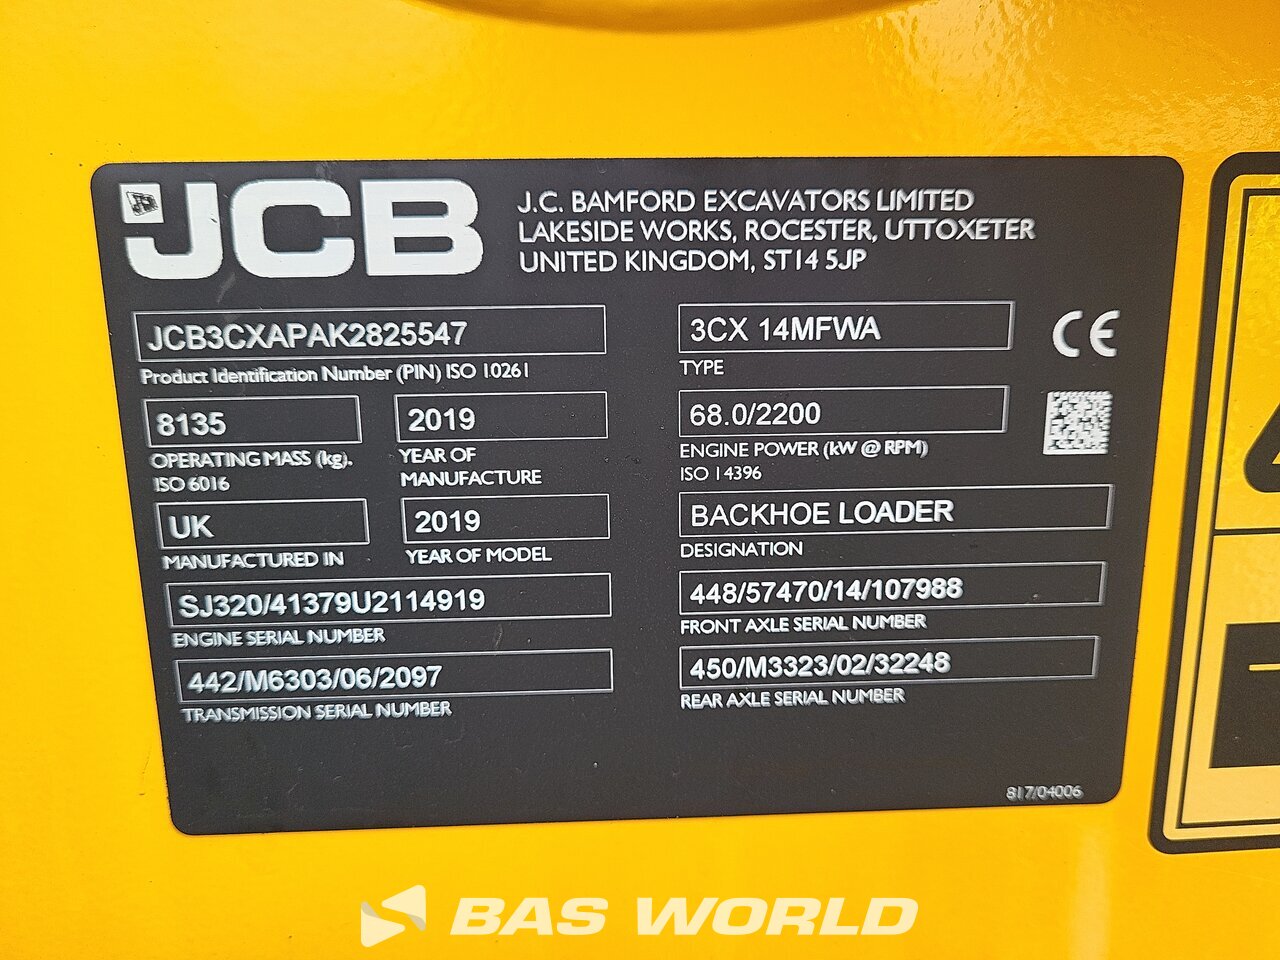 JCB
J.C. BAMFORD EXCAVATORS LIMITED
LAKESIDE WORKS, ROCESTER, UTTOXETER
UNITED KINGDOM, ST14 5JP
JCB3CXAPAK2825547
Product Identification Number (PIN) ISO 10261
3CX 14MFWA
TYPE
CE
8135
OPERATING MASS (kg).
ISO 6016
2019
YEAR OF
MANUFACTURE
68.0/2200
ENGINE POWER (kW @ RPM)
ISO 14396
UK
MANUFACTURED IN
2019
YEAR OF MODEL
BACKHOE LOADER
DESIGNATION
SJ320/41379U2114919
ENGINE SERIAL NUMBER
448/57470/14/107988
FRONT AXLE SERIAL NUMBER
442/M6303/06/2097
TRANSMISSION SERIAL NUMBER
450/M3323/02/32248
REAR AXLE SERIAL NUMBER
817/04006
BAS WORLD